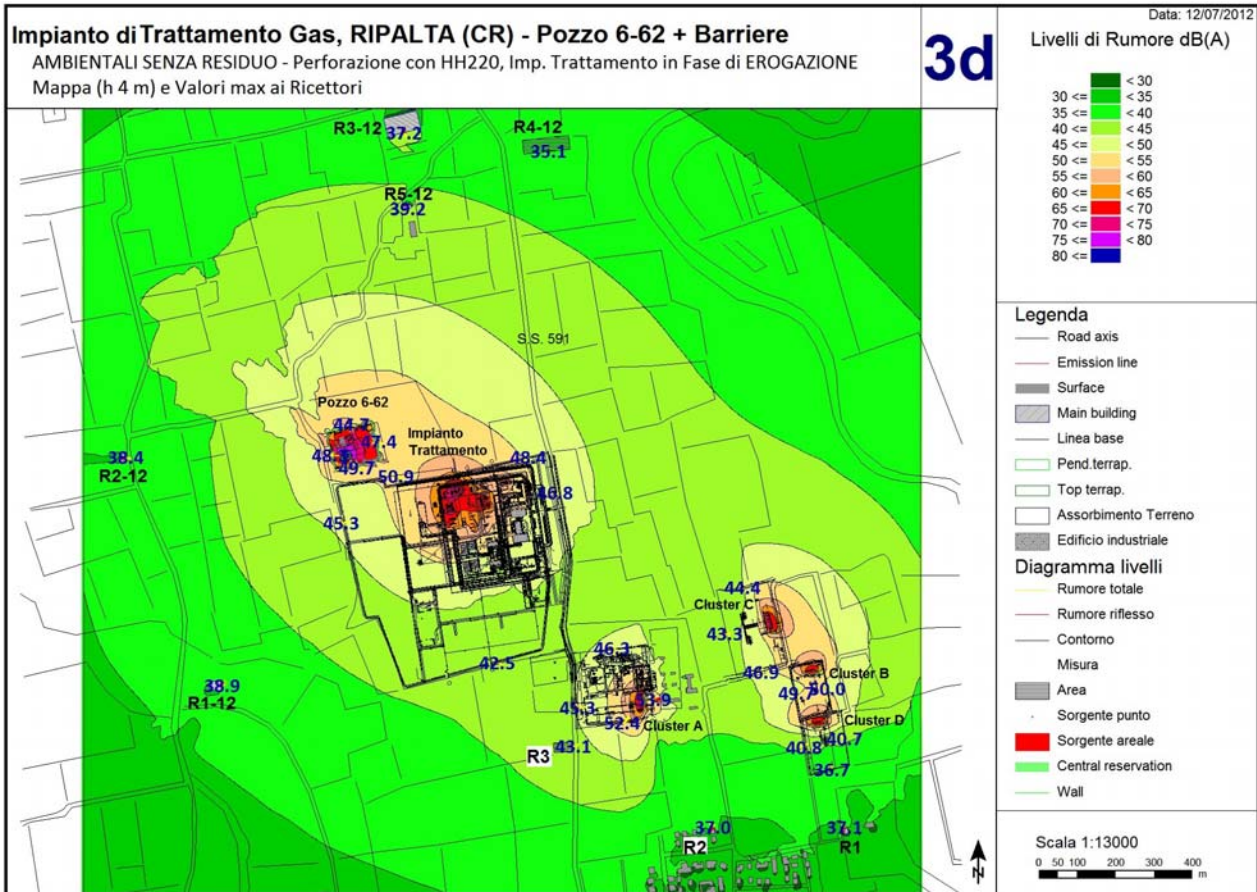 Data: 12/07/2012
Impianto di Trattamento Gas, RIPALTA (CR) - Pozzo 6-62 + Barriere
AMBIENTALI SENZA RESIDUO - Perforazione con HH220, Imp. Trattamento in Fase di EROGAZIONE
Mappa (h 4 m) e Valori max ai Ricettori
3d
R3-12
37.2
R4-12
35.1
R5-12
39.2
S.S. 591
Pozzo 6-62
44.7
47.4
49.7
50.9
Impianto
Trattamento
48.4
46.8
38.4
R2-12
45.3
44.4
Cluster C
43.3
46.3
42.5
46.9
Cluster B
49.7
50.0
38.9
R1-12
45.3
53.9
52.4
Cluster A
Cluster D
40.7
40.8
36.7
R3
43.1
37.0
R2
37.1
R1
Livelli di Rumore dB(A)
< 30
30 <= < 35
35 <= < 40
40 <= < 45
45 <= < 50
50 <= < 55
55 <= < 60
60 <= < 65
65 <= < 70
70 <= < 75
75 <= < 80
80 <=
Legenda
Road axis
Emission line
Surface
Main building
Linea base
Pend.terrap.
Top terrap.
Assorbimento Terreno
Edificio industriale
Diagramma livelli
Rumore totale
Rumore riflesso
Contorno
Misura
Area
Sorgente punto
Sorgente areale
Central reservation
Wall
Scala 1:13000
0 50 100 200 300 400
m
N